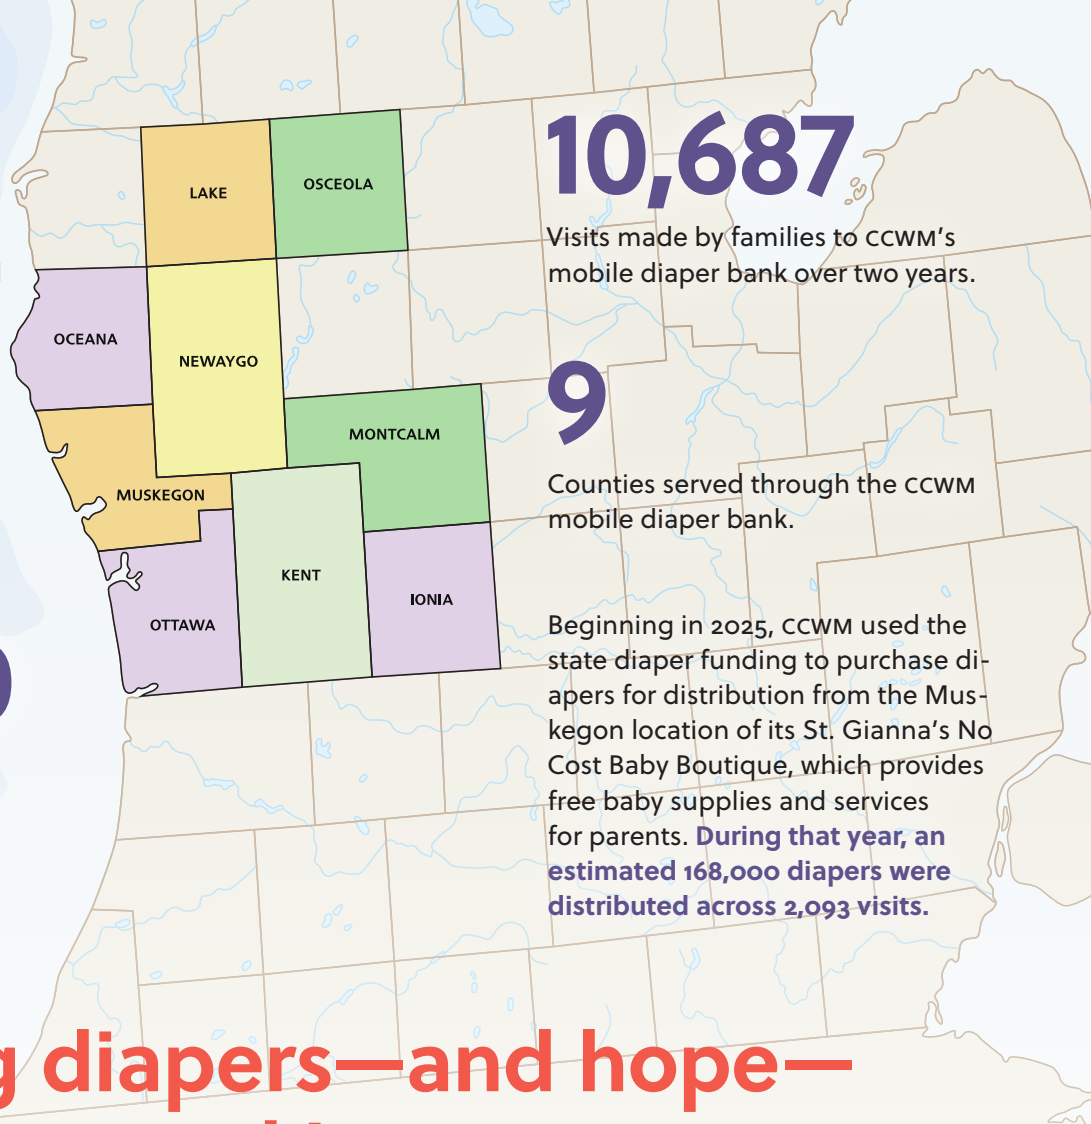 LAKE
OSCEOLA
OCEANA
NEWAYGO
MONTCALM
MUSKEGON
KENT
IONIA
OTTAWA
10,687
Visits made by families to CCWM’s
mobile diaper bank over two years.
9
Counties served through the CCWM
mobile diaper bank.
Beginning in 2025, CCWM used the
state diaper funding to purchase di-
apers for distribution from the Mus-
kegon location of its St. Gianna’s No
Cost Baby Boutique, which provides
free baby supplies and services
for parents. During that year, an
estimated 168,000 diapers were
distributed across 2,093 visits.
diapers—and hope—